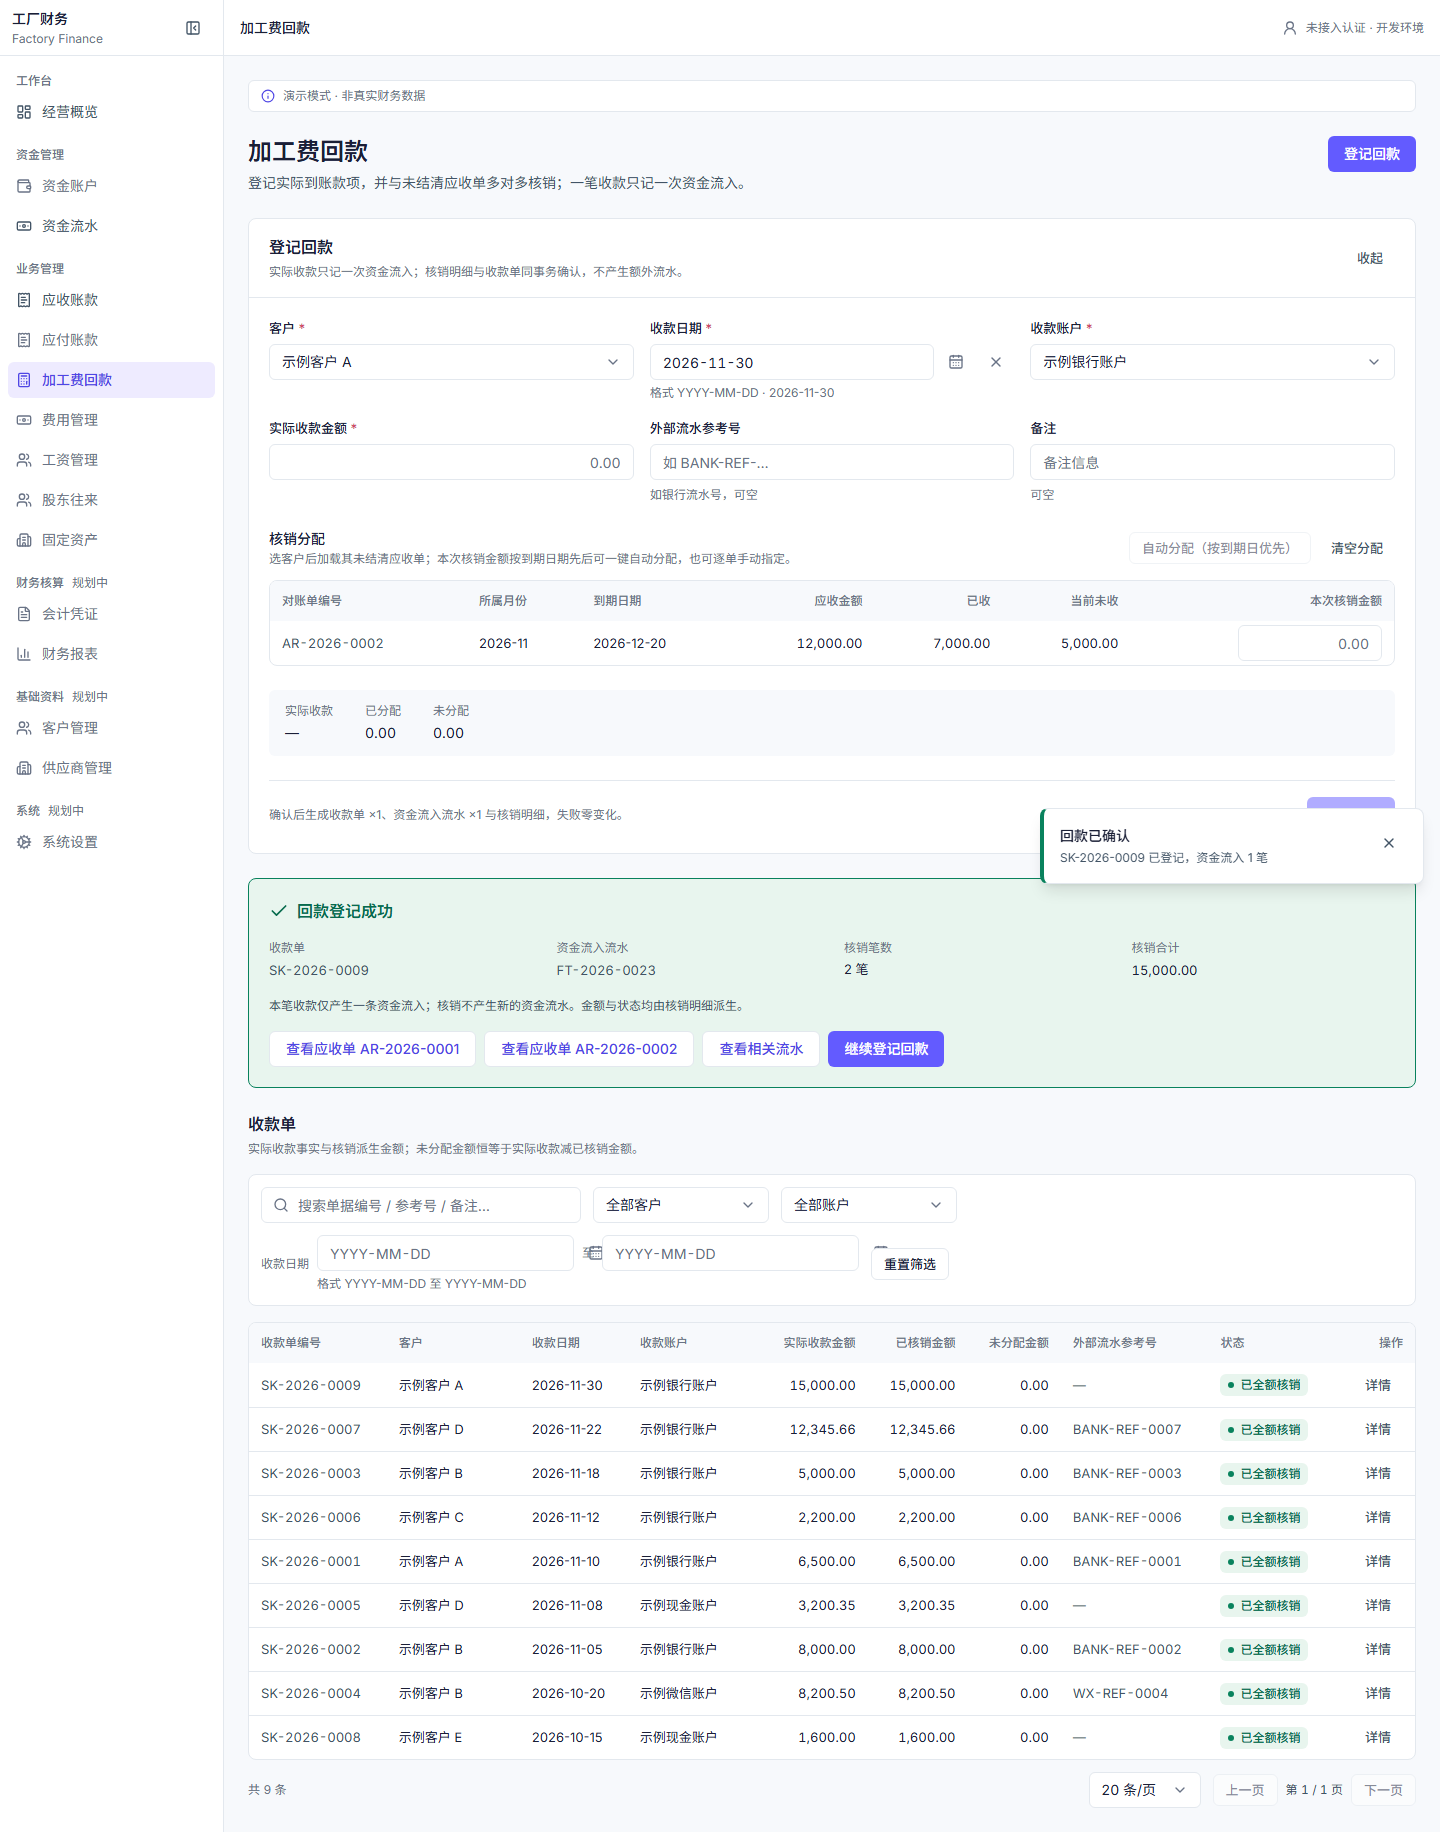 工厂财务
Factory Finance
加工费回款
未接入认证 · 开发环境
工作台
经营概览
资金管理
资金账户
资金流水
业务管理
应收账款
应付账款
加工费回款
费用管理
工资管理
股东往来
固定资产
财务核算 规划中
会计凭证
财务报表
基础资料 规划中
客户管理
供应商管理
系统 规划中
系统设置
演示模式 · 非真实财务数据
加工费回款
登记实际到账款项，并与未结清应收单多对多核销；一笔收款只记一次资金流入。
登记回款
登记回款
实际收款只记一次资金流入；核销明细与收款单同事务确认，不产生额外流水。
收起
客户 * 收款日期 * 收款账户 *
示例客户 A 2026-11-30 示例银行账户
格式 YYYY-MM-DD · 2026-11-30
实际收款金额 * 外部流水参考号 备注
0.00 如 BANK-REF-... 备注信息
如银行流水号，可空 可空
核销分配
选客户后加载其未结清应收单；本次核销金额按到期日期先后可一键自动分配，也可逐单手动指定。
自动分配（按到期日优先） 清空分配
对账单编号 所属月份 到期日期 应收金额 已收 当前未收 本次核销金额
AR-2026-0002 2026-11 2026-12-20 12,000.00 7,000.00 5,000.00 0.00
实际收款 已分配 未分配
— 0.00 0.00
确认后生成收款单 ×1、资金流入流水 ×1 与核销明细，失败零变化。
回款已确认
SK-2026-0009 已登记，资金流入 1 笔
回款登记成功
收款单 资金流入流水 核销笔数 核销合计
SK-2026-0009 FT-2026-0023 2 笔 15,000.00
本笔收款仅产生一条资金流入；核销不产生新的资金流水。金额与状态均由核销明细派生。
查看应收单 AR-2026-0001 查看应收单 AR-2026-0002 查看相关流水 继续登记回款
收款单
实际收款事实与核销派生金额；未分配金额恒等于实际收款减已核销金额。
搜索单据编号 / 参考号 / 备注... 全部客户 全部账户
收款日期 YYYY-MM-DD 至 YYYY-MM-DD 重置筛选
格式 YYYY-MM-DD 至 YYYY-MM-DD
收款单编号 客户 收款日期 收款账户 实际收款金额 已核销金额 未分配金额 外部流水参考号 状态 操作
SK-2026-0009 示例客户 A 2026-11-30 示例银行账户 15,000.00 15,000.00 0.00 — 已全额核销 详情
SK-2026-0007 示例客户 D 2026-11-22 示例银行账户 12,345.66 12,345.66 0.00 BANK-REF-0007 已全额核销 详情
SK-2026-0003 示例客户 B 2026-11-18 示例银行账户 5,000.00 5,000.00 0.00 BANK-REF-0003 已全额核销 详情
SK-2026-0006 示例客户 C 2026-11-12 示例银行账户 2,200.00 2,200.00 0.00 BANK-REF-0006 已全额核销 详情
SK-2026-0001 示例客户 A 2026-11-10 示例银行账户 6,500.00 6,500.00 0.00 BANK-REF-0001 已全额核销 详情
SK-2026-0005 示例客户 D 2026-11-08 示例现金账户 3,200.35 3,200.35 0.00 — 已全额核销 详情
SK-2026-0002 示例客户 B 2026-11-05 示例银行账户 8,000.00 8,000.00 0.00 BANK-REF-0002 已全额核销 详情
SK-2026-0004 示例客户 B 2026-10-20 示例微信账户 8,200.50 8,200.50 0.00 WX-REF-0004 已全额核销 详情
SK-2026-0008 示例客户 E 2026-10-15 示例现金账户 1,600.00 1,600.00 0.00 — 已全额核销 详情
共 9 条 20 条/页 上一页 第 1 / 1 页 下一页